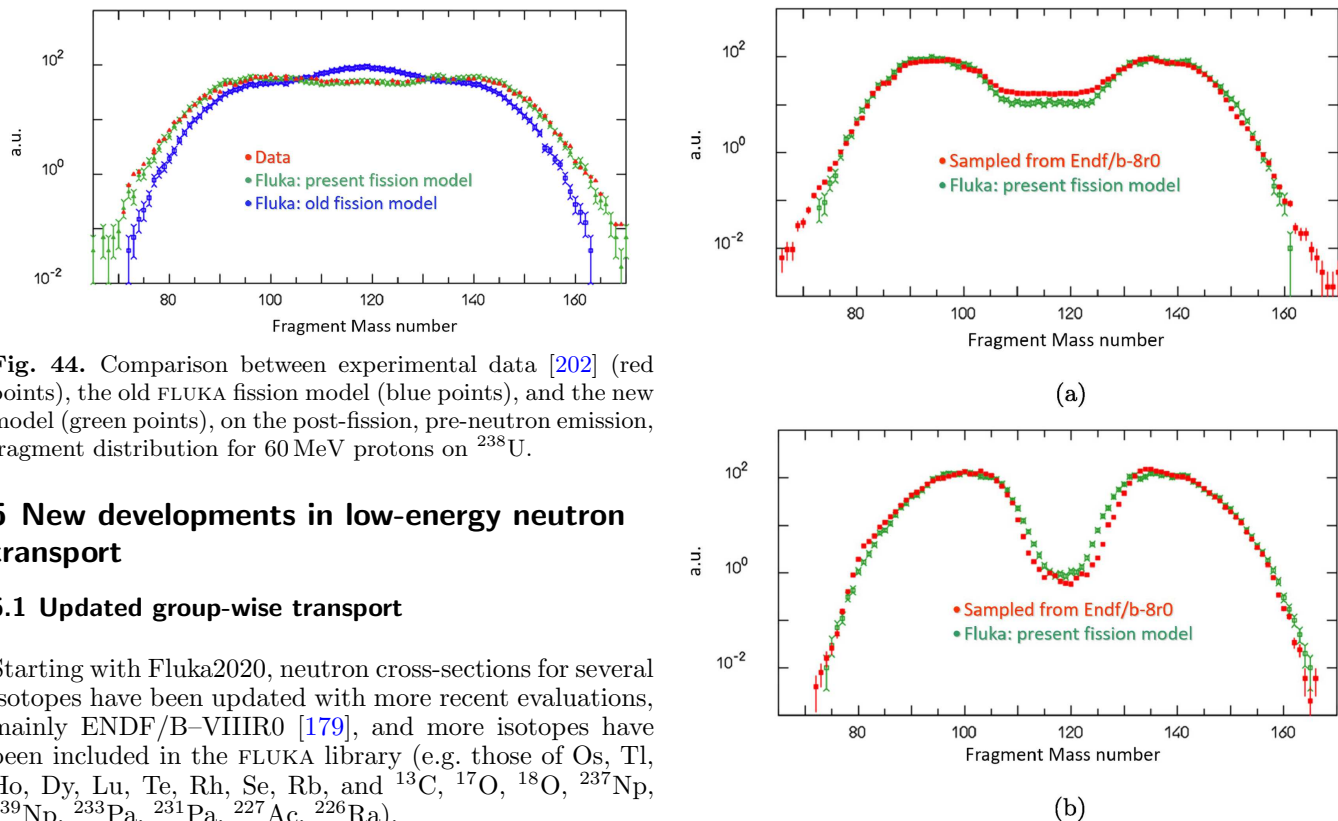 10²
10⁰
10⁻²
a.u.
• Data
• Fluka: present fission model
• Fluka: old fission model
80 100 120 140 160
Fragment Mass number
Fig. 44. Comparison between experimental data [202] (red
points), the old FLUKA fission model (blue points), and the new
model (green points), on the post-fission, pre-neutron emission,
fragment distribution for 60 MeV protons on ²³⁸U.
5 New developments in low-energy neutron
transport
5.1 Updated group-wise transport
Starting with Fluka2020, neutron cross-sections for several
isotopes have been updated with more recent evaluations,
mainly ENDF/B–VIIIR0 [179], and more isotopes have
been included in the FLUKA library (e.g. those of Os, Tl,
Ho, Dy, Lu, Te, Rh, Se, Rb, and ¹³C, ¹⁷O, ¹⁸O, ²³⁷Np,
²³⁹Np, ²³³Pa, ²³¹Pa, ²²⁷Ac, ²²⁶Ra).
10²
10⁰
10⁻²
a.u.
• Sampled from Endf/b-8r0
• Fluka: present fission model
80 100 120 140 160
Fragment Mass number
(a)
10²
10⁰
10⁻²
a.u.
• Sampled from Endf/b-8r0
• Fluka: present fission model
80 100 120 140 160
Fragment Mass number
(b)